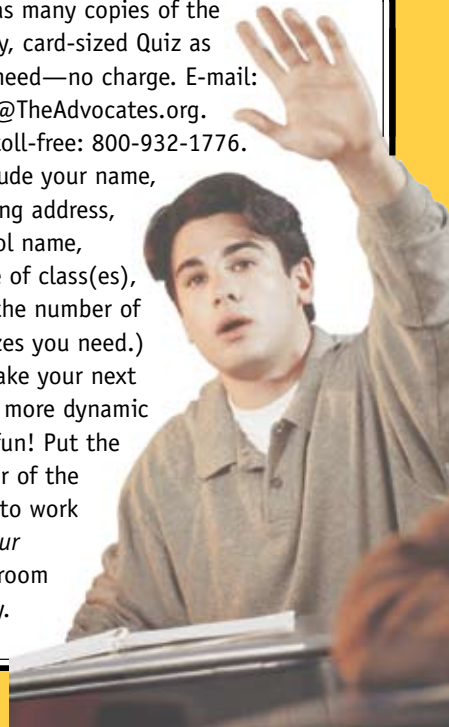 as many copies of the
, card-sized Quiz as
need—no charge. E-mail:
@TheAdvocates.org.
toll-free: 800-932-1776.
ude your name,
ng address,
ol name,
of class(es),
the number of
zes you need.)
ake your next
more dynamic
fun! Put the
r of the
to work
ur
room
y.